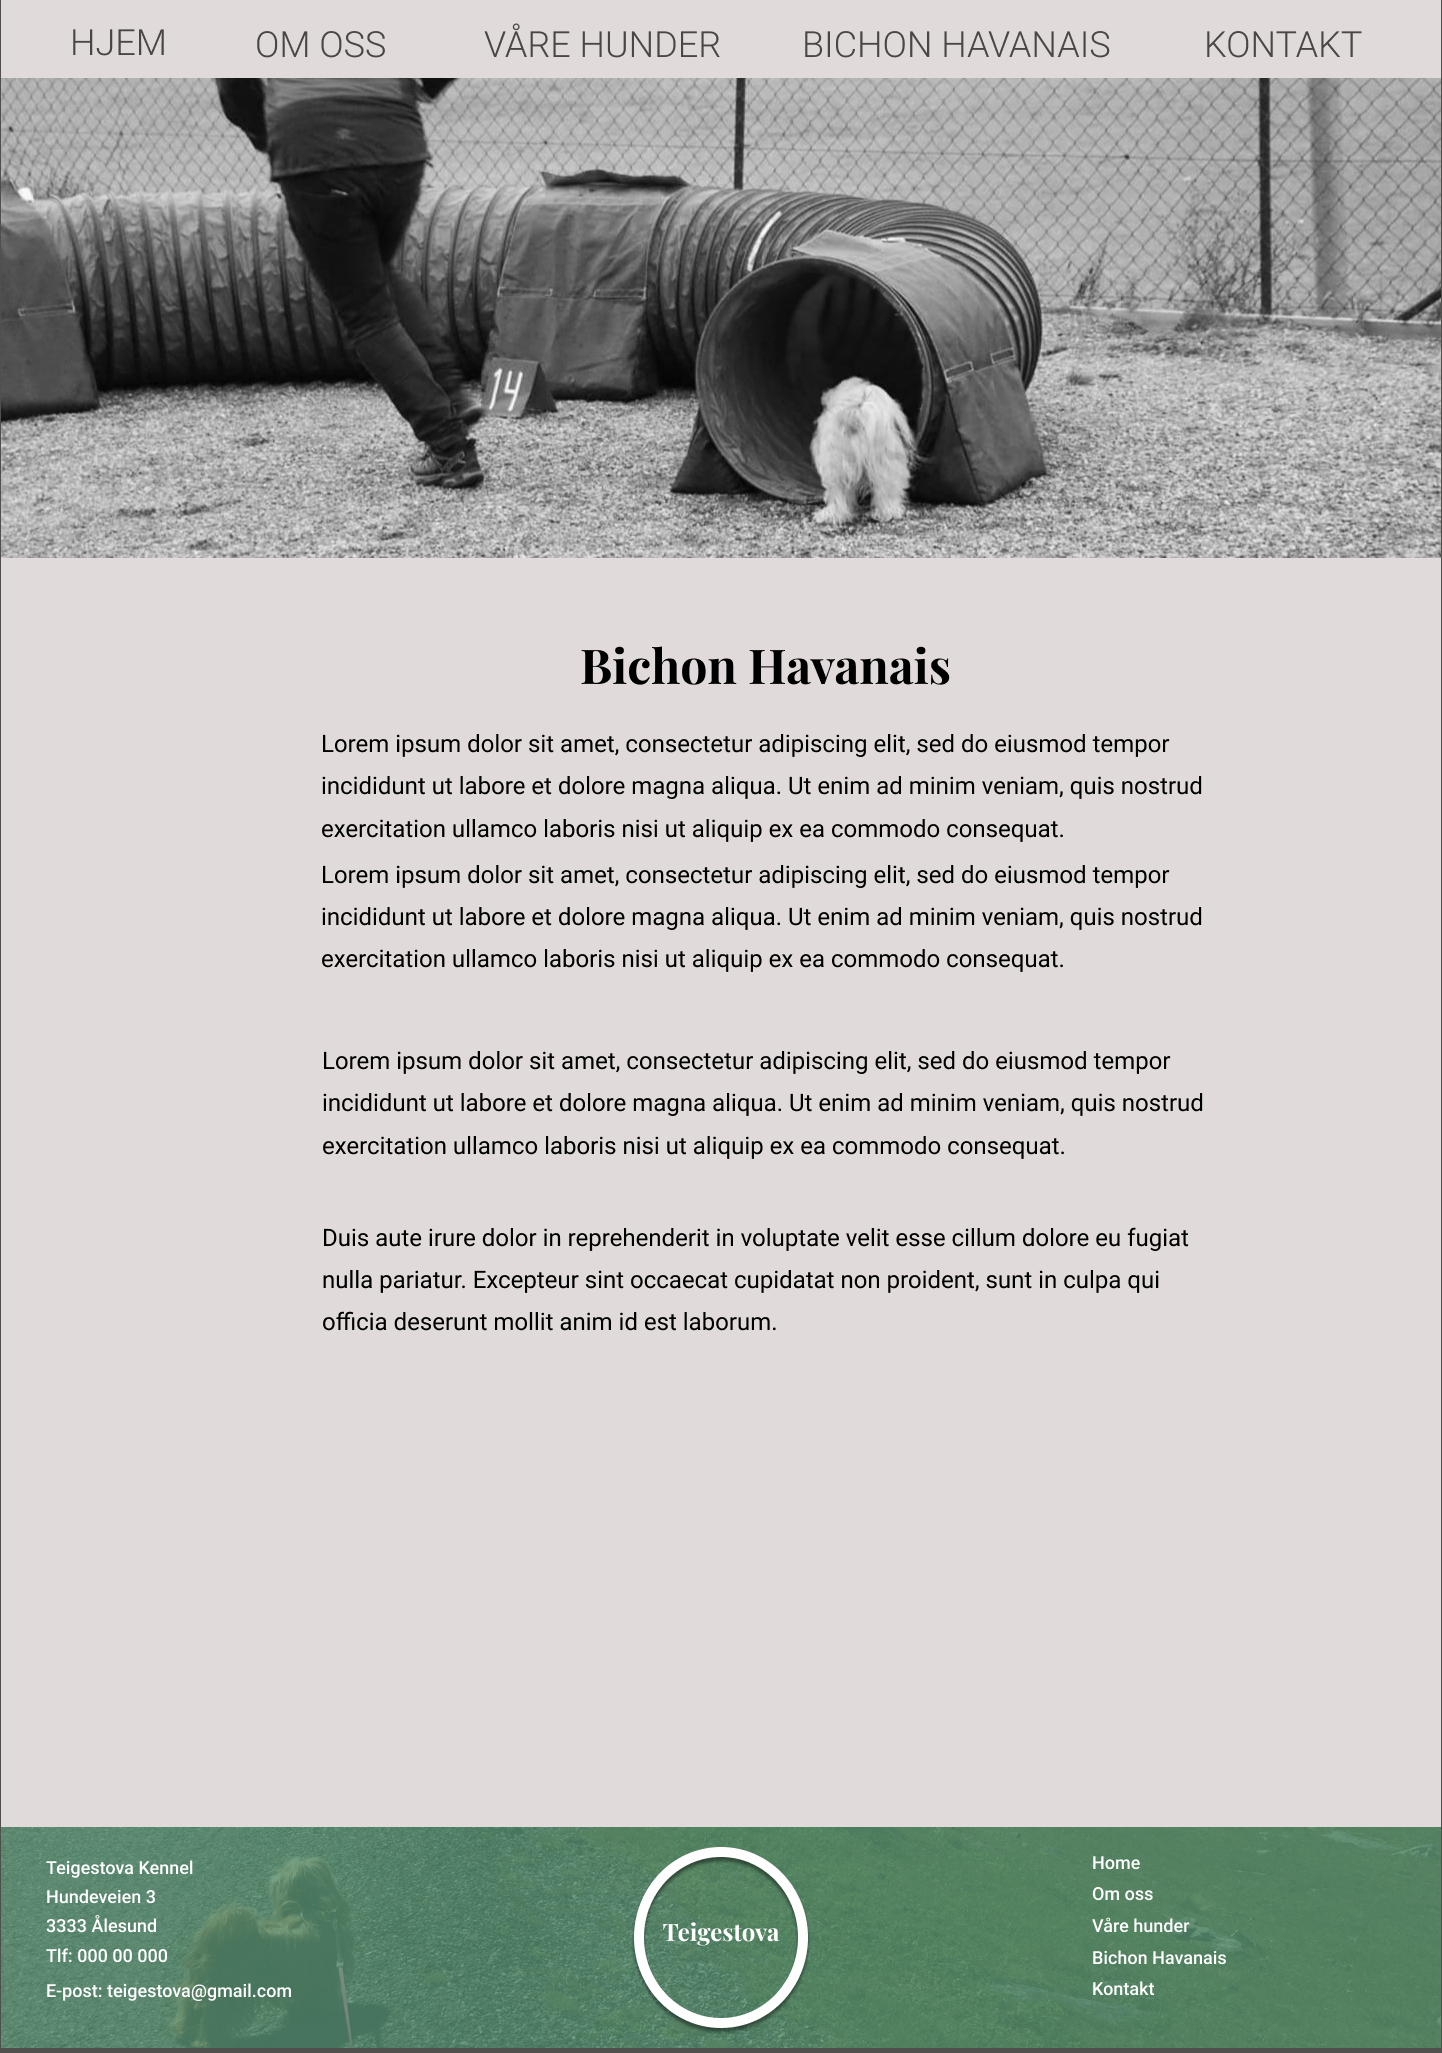 HJEM OM OSS VÅRE HUNDER BICHON HAVANAIS KONTAKT
14
Bichon Havanais
Lorem ipsum dolor sit amet, consectetur adipiscing elit, sed do eiusmod tempor
incididunt ut labore et dolore magna aliqua. Ut enim ad minim veniam, quis nostrud
exercitation ullamco laboris nisi ut aliquip ex ea commodo consequat.
Lorem ipsum dolor sit amet, consectetur adipiscing elit, sed do eiusmod tempor
incididunt ut labore et dolore magna aliqua. Ut enim ad minim veniam, quis nostrud
exercitation ullamco laboris nisi ut aliquip ex ea commodo consequat.
Lorem ipsum dolor sit amet, consectetur adipiscing elit, sed do eiusmod tempor
incididunt ut labore et dolore magna aliqua. Ut enim ad minim veniam, quis nostrud
exercitation ullamco laboris nisi ut aliquip ex ea commodo consequat.
Duis aute irure dolor in reprehenderit in voluptate velit esse cillum dolore eu fugiat
nulla pariatur. Excepteur sint occaecat cupidatat non proident, sunt in culpa qui
officia deserunt mollit anim id est laborum.
Teigestova Kennel
Hundeveien 3
3333 Ålesund
Tlf: 000 00 000
E-post: teigestova@gmail.com
Teigestova
Home
Om oss
Våre hunder
Bichon Havanais
Kontakt